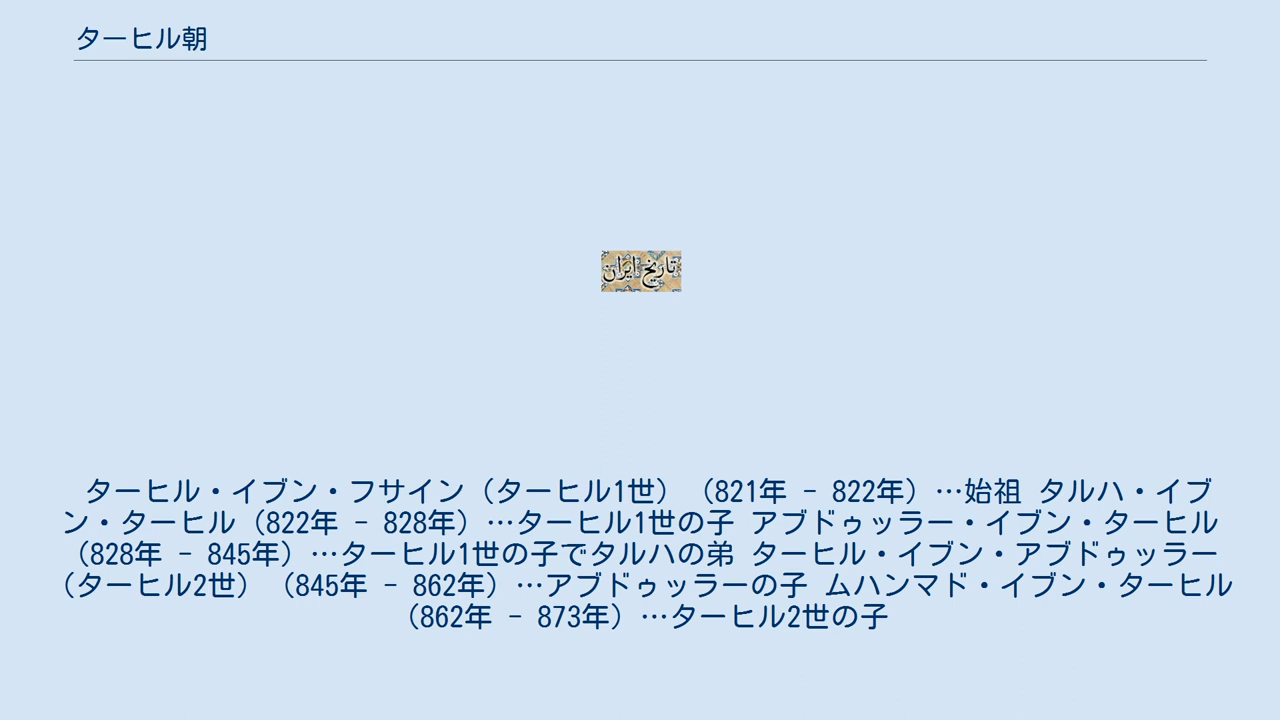 ターヒル朝
تاریخ ایران
ターヒル・イブン・フサイン（ターヒル1世）（821年 - 822年）…始祖 タルハ・イブ
ン・ターヒル（822年 - 828年）…ターヒル1世の子 アブドゥッラー・イブン・ターヒル
（828年 - 845年）…ターヒル1世の子でタルハの弟 ターヒル・イブン・アブドゥッラー
（ターヒル2世）（845年 - 862年）…アブドゥッラーの子 ムハンマド・イブン・ターヒル
（862年 - 873年）…ターヒル2世の子